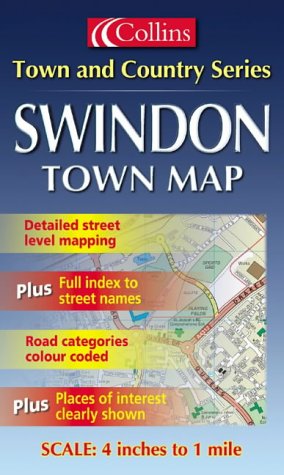 Collins
Town and Country Series
SWINDON
TOWN MAP
Detailed street
level mapping
Plus Full index to
street names
Road categories
colour coded
Plus Places of interest
clearly shown
SCALE: 4 inches to 1 mile